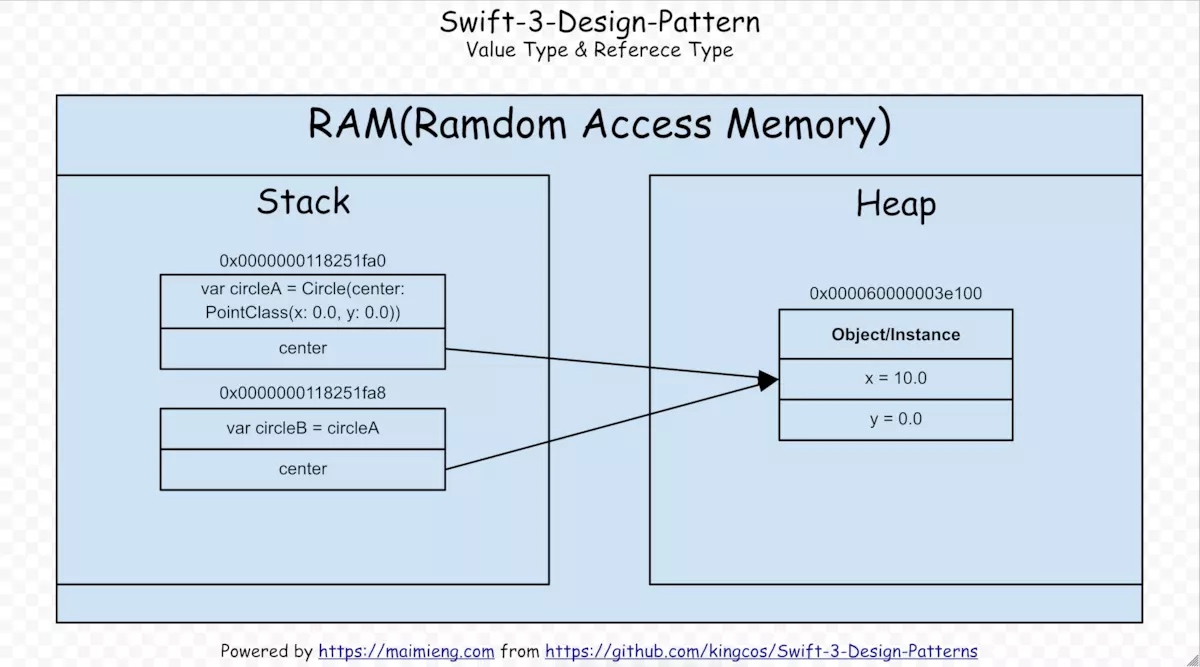 Swift-3-Design-Pattern
Value Type & Referece Type
RAM(Ramdom Access Memory)
Stack
0x0000000118251fa0
var circleA = Circle(center:
PointClass(x: 0.0, y: 0.0))
center
0x0000000118251fa8
var circleB = circleA
center
Heap
0x000060000003e100
Object/Instance
x = 10.0
y = 0.0
Powered by https://maimieng.com from https://github.com/kingcos/Swift-3-Design-Patterns